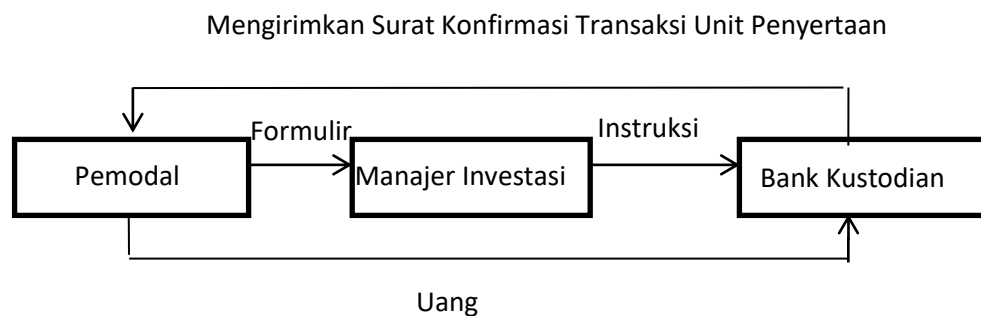 Mengirimkan Surat Konfirmasi Transaksi Unit Penyertaan
Formulir
Instruksi
Pemodal
Manajer Investasi
Bank Kustodian
Uang